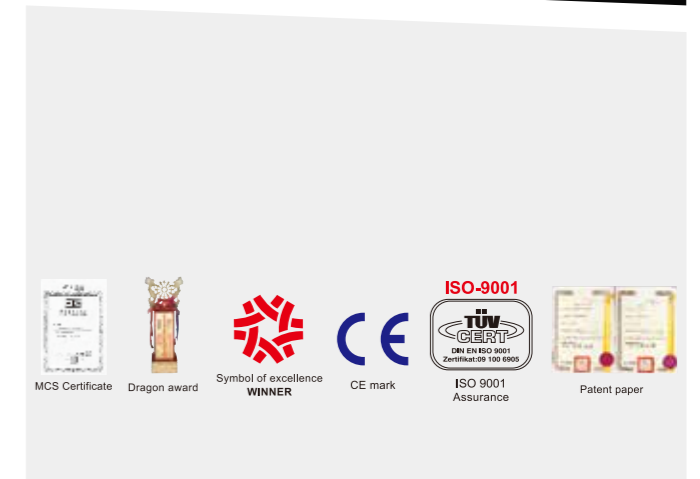 MCS Certificate
Dragon award
Symbol of excellence
WINNER
CE
CE mark
ISO-9001
TÜV
CERT
DIN EN ISO 9001
Zertifikat:09 100 6905
ISO 9001
Assurance
Patent paper